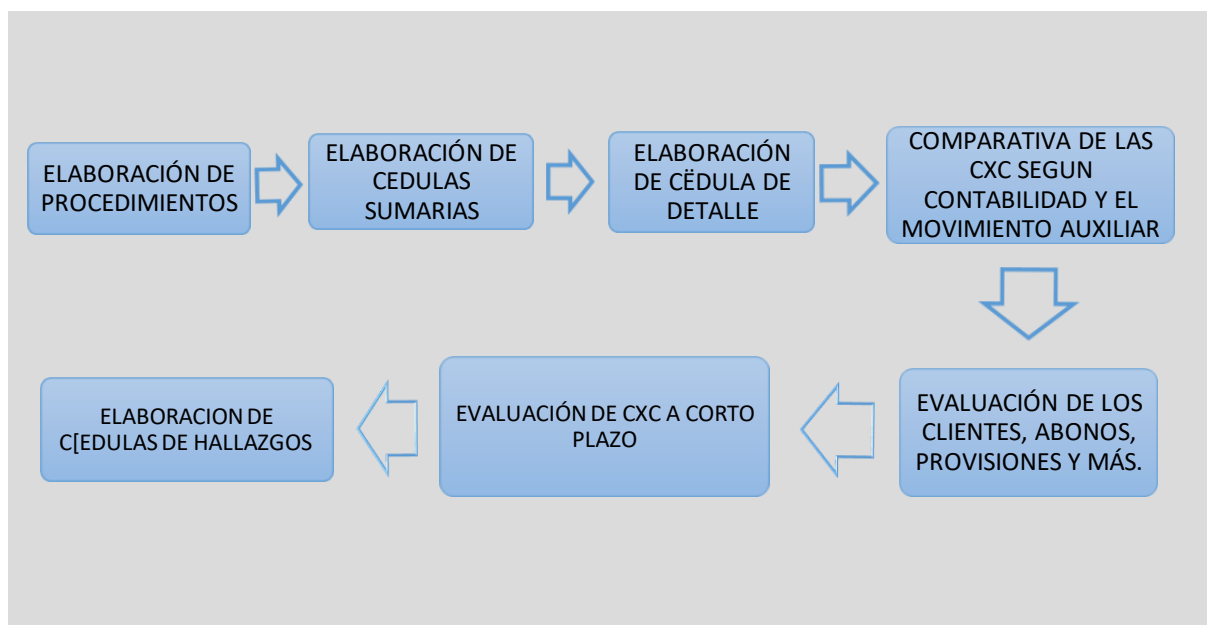 ELABORACIÓN DE
PROCEDIMIENTOS
ELABORACIÓN DE
CEDULAS
SUMARIAS
ELABORACIÓN
DE CËDULA DE
DETALLE
COMPARATIVA DE LAS
CXC SEGUN
CONTABILIDAD Y EL
MOVIMIENTO AUXILIAR
EVALUACIÓN DE LOS
CLIENTES, ABONOS,
PROVISIONES Y MÁS.
EVALUACIÓN DE CXC A CORTO
PLAZO
ELABORACION DE
C[EDULAS DE HALLAZGOS